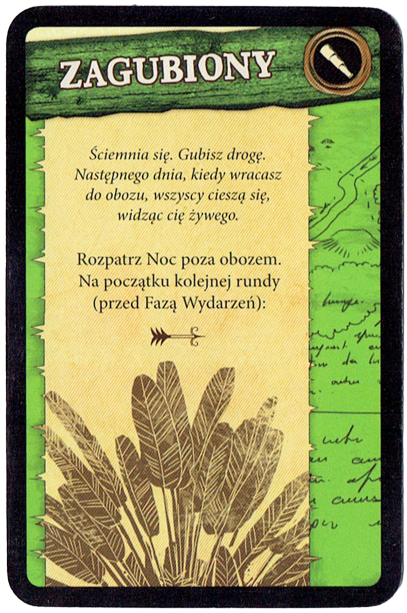 ZAGUBIONY
Ściemnia się. Gubisz drogę.
Następnego dnia, kiedy wracasz
do obozu, wszyscy cieszą się,
widząc cię żywego.
Rozpatrz Noc poza obozem.
Na początku kolejnej rundy
(przed Fazą Wydarzeń):